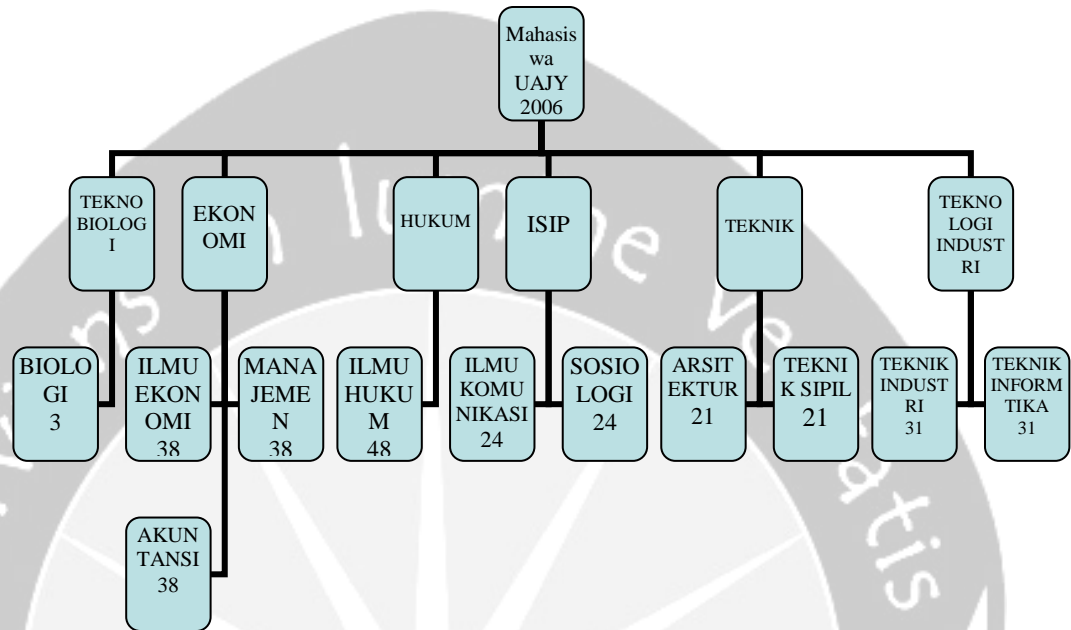 Mahasis
wa
UAJY
2006
TEKNO
BIOLOG
I
EKON
OMI
HUKUM
ISIP
TEKNIK
TEKNO
LOGI
INDUST
RI
BIOLO
GI
3
ILMU
EKON
OMI
38
MANA
JEME
N
38
ILMU
HUKU
M
48
ILMU
KOMU
NIKASI
24
SOSIO
LOGI
24
ARSIT
EKTUR
21
TEKNI
K SIPIL
21
TEKNIK
INDUST
RI
31
TEKNIK
INFORM
TIKA
31
AKUN
TANSI
38
lumine veritatis